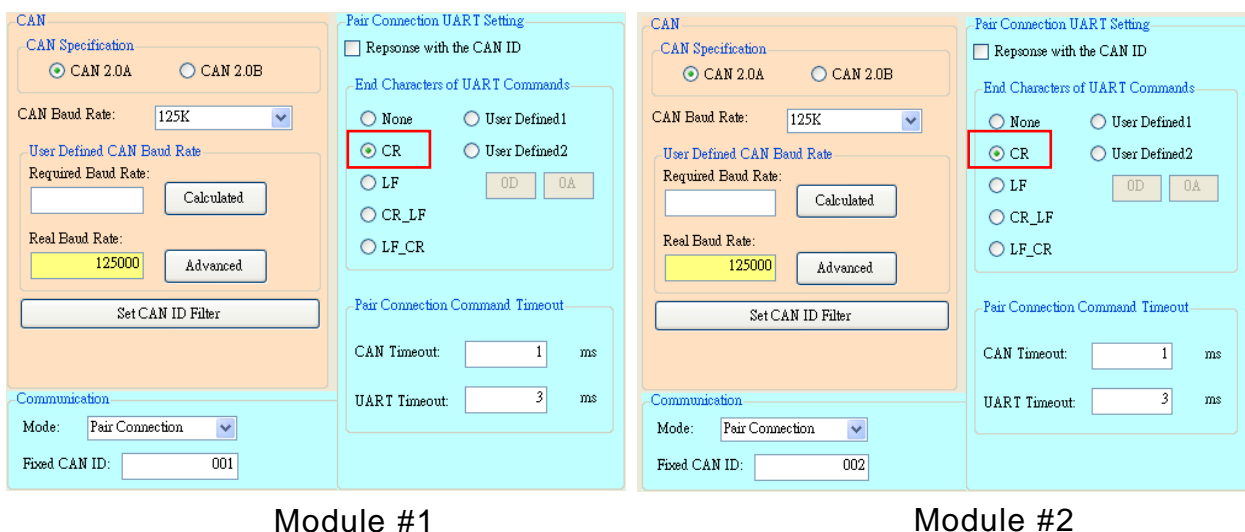 CAN
CAN Specification
CAN 2.0A
CAN 2.0B
CAN Baud Rate:
125K
User Defined CAN Baud Rate
Required Baud Rate:
Calculated
Real Baud Rate:
125000
Advanced
Set CAN ID Filter
Communication
Mode:
Pair Connection
Fixed CAN ID:
001
Pair Connection UART Setting
Repsonse with the CAN ID
End Characters of UART Commands
None
User Defined1
CR
User Defined2
LF
0D
0A
CR_LF
LF_CR
Pair Connection Command Timeout
CAN Timeout:
1
ms
UART Timeout:
3
ms
Module #1
CAN
CAN Specification
CAN 2.0A
CAN 2.0B
CAN Baud Rate:
125K
User Defined CAN Baud Rate
Required Baud Rate:
Calculated
Real Baud Rate:
125000
Advanced
Set CAN ID Filter
Communication
Mode:
Pair Connection
Fixed CAN ID:
002
Pair Connection UART Setting
Repsonse with the CAN ID
End Characters of UART Commands
None
User Defined1
CR
User Defined2
LF
0D
0A
CR_LF
LF_CR
Pair Connection Command Timeout
CAN Timeout:
1
ms
UART Timeout:
3
ms
Module #2